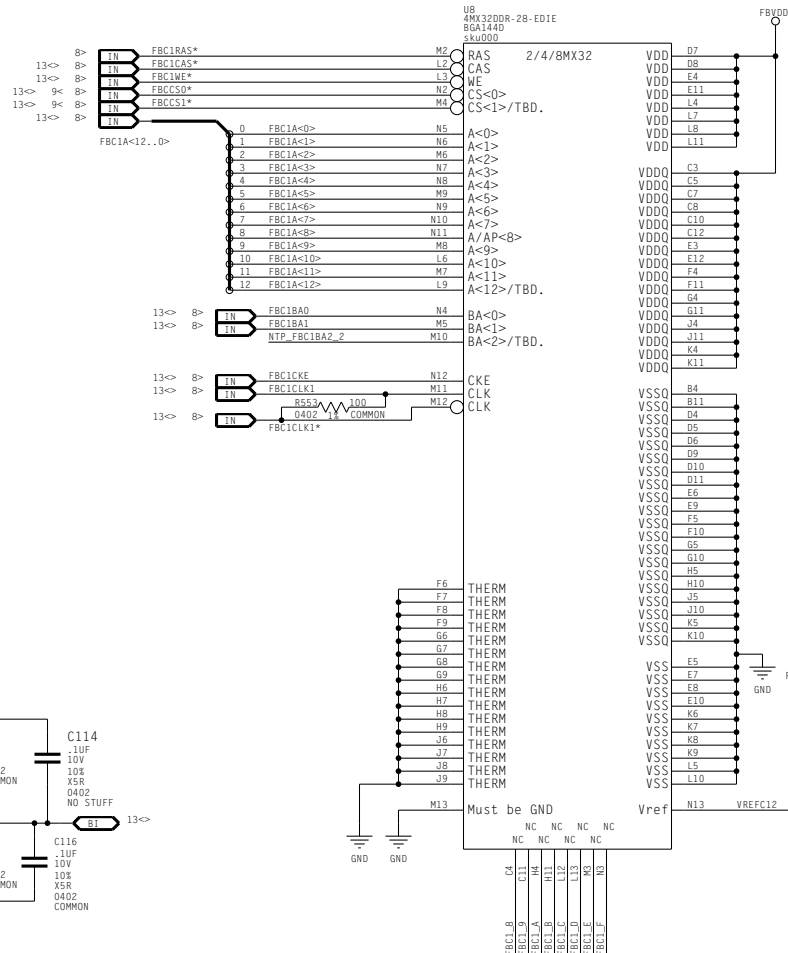 U8
4MX32DDR-28-EDIE
BGA144D
sku000
FBVDD
8> IN FBC1RAS* M2 RAS 2/4/8MX32 VDD D7
13<> 8> IN FBC1CAS* L2 CAS VDD D8
13<> 8> IN FBC1WE* L3 WE VDD E4
13<> 9< 8> IN FBCCS0* N2 CS<0> VDD E11
13<> 9< 8> IN FBCCS1* M4 CS<1>/TBD. VDD L4
13<> 8> IN VDD L7
VDD L8
FBC1A<12..0> VDD L11
0 FBC1A<0> N5 A<0>
1 FBC1A<1> N6 A<1>
2 FBC1A<2> M6 A<2>
3 FBC1A<3> N7 A<3> VDDQ C3
4 FBC1A<4> N8 A<4> VDDQ C5
5 FBC1A<5> M9 A<5> VDDQ C7
6 FBC1A<6> N9 A<6> VDDQ C8
7 FBC1A<7> N10 A<7> VDDQ C10
8 FBC1A<8> N11 A/AP<8> VDDQ C12
9 FBC1A<9> M8 A<9> VDDQ E3
10 FBC1A<10> L6 A<10> VDDQ E12
11 FBC1A<11> M7 A<11> VDDQ F4
12 FBC1A<12> L9 A<12>/TBD. VDDQ F11
VDDQ G4
13<> 8> IN FBC1BA0 N4 BA<0> VDDQ G11
13<> 8> IN FBC1BA1 M5 BA<1> VDDQ J4
NTP_FBC1BA2_2 M10 BA<2>/TBD. VDDQ J11
VDDQ K4
VDDQ K11
13<> 8> IN FBC1CKE N12 CKE
13<> 8> IN FBC1CLK1 M11 CLK VSSQ B4
R553 100 M12 CLK VSSQ B11
13<> 8> IN 0402 1% COMMON VSSQ D4
FBC1CLK1* VSSQ D5
VSSQ D6
VSSQ D9
VSSQ D10
VSSQ D11
VSSQ E6
VSSQ E9
VSSQ F5
VSSQ F10
VSSQ G5
VSSQ G10
VSSQ H5
F6 THERM VSSQ H10
F7 THERM VSSQ J5
F8 THERM VSSQ J10
F9 THERM VSSQ K5
G6 THERM VSSQ K10
G7 THERM
G8 THERM VSS E5
G9 THERM VSS E7
H6 THERM VSS E8
H7 THERM VSS E10
H8 THERM VSS K6
H9 THERM VSS K7
J6 THERM VSS K8
J7 THERM VSS K9
J8 THERM VSS L5
J9 THERM VSS L10
GND
M13 Must be GND Vref N13 VREFC12
GND
GND
NC NC NC NC
NC NC NC NC
C4 C11 H4 H11 L12 L13 M3 N3
FBC1_8
FBC1_9
FBC1_A
FBC1_B
FBC1_C
FBC1_D
FBC1_E
FBC1_F
C114
.1UF
10V
10%
X5R
0402
NO STUFF
2
MON
BI 13<>
C116
.1UF
10V
10%
X5R
0402
COMMON
2
MON